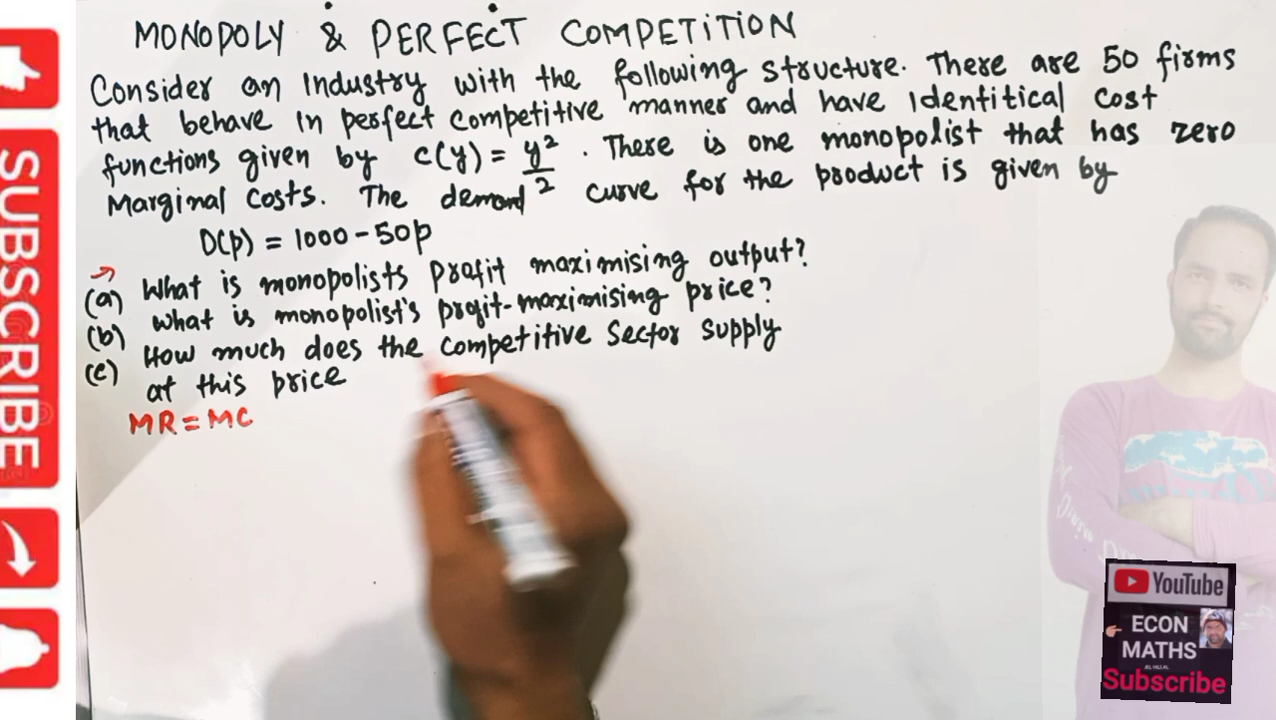 MONOPOLY & PERFECT COMPETITION
Consider an Industry with the following structure. There are 50 firms
that behave in perfect competitive manner and have identitical cost
functions given by c(y) = y²/2 . There is one monopolist that has zero
Marginal costs. The demand curve for the product is given by
D(p) = 1000 - 50p
(a) What is monopolists profit maximising output?
(b) What is monopolist's profit-maximising price?
(c) How much does the competitive sector supply
at this price
MR = MC
SUBSCRIBE
YouTube
ECON
MATHS
Subscribe